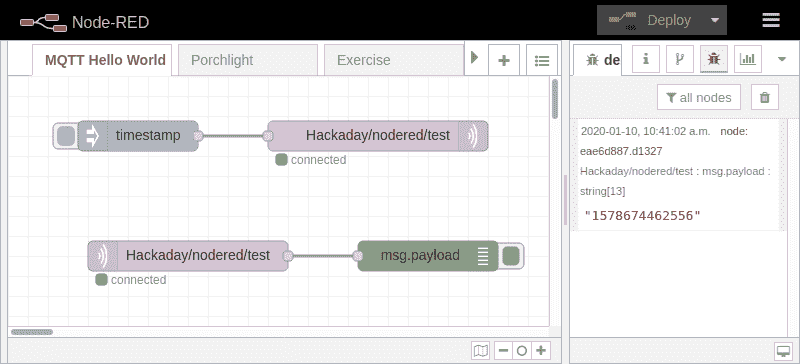 Node-RED
Deploy
MQTT Hello World
Porchlight
Exercise
de
all nodes
timestamp
Hackaday/nodered/test
connected
Hackaday/nodered/test
msg.payload
connected
2020-01-10, 10:41:02 a.m. node:
eae6d887.d1327
Hackaday/nodered/test : msg.payload :
string[13]
"1578674462556"